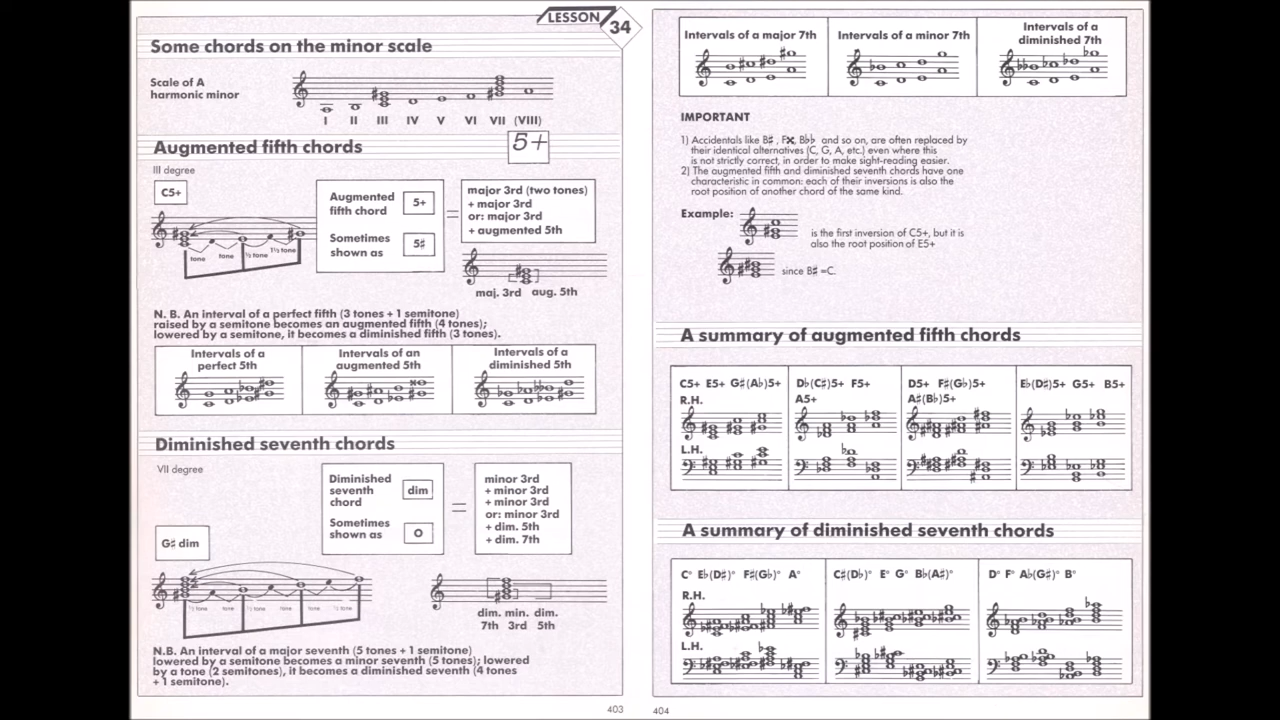 LESSON
34
Some chords on the minor scale
Scale of A
harmonic minor
I II III IV V VI VII (VIII)
Augmented fifth chords
5+
III degree
C5+
tone tone ½ tone 1½ tone
Augmented
fifth chord
5+
Sometimes
shown as
5♯
=
major 3rd (two tones)
+ major 3rd
or: major 3rd
+ augmented 5th
maj. 3rd aug. 5th
N. B. An interval of a perfect fifth (3 tones + 1 semitone)
raised by a semitone becomes an augmented fifth (4 tones);
lowered by a semitone, it becomes a diminished fifth (3 tones).
Intervals of a
perfect 5th
Intervals of an
augmented 5th
Intervals of a
diminished 5th
Diminished seventh chords
VII degree
G♯ dim
½ tone tone ½ tone tone tone ½ tone
Diminished
seventh
chord
dim
Sometimes
shown as
O
=
minor 3rd
+ minor 3rd
+ minor 3rd
or: minor 3rd
+ dim. 5th
+ dim. 7th
dim. min. dim.
7th 3rd 5th
N.B. An interval of a major seventh (5 tones + 1 semitone)
lowered by a semitone becomes a minor seventh (5 tones); lowered
by a tone (2 semitones), it becomes a diminished seventh (4 tones
+ 1 semitone).
403
Intervals of a major 7th
Intervals of a minor 7th
Intervals of a
diminished 7th
IMPORTANT
1) Accidentals like B♯, F𝄪, B♭♭ and so on, are often replaced by
their identical alternatives (C, G, A, etc.) even where this
is not strictly correct, in order to make sight-reading easier.
2) The augmented fifth and diminished seventh chords have one
characteristic in common: each of their inversions is also the
root position of another chord of the same kind.
Example:
is the first inversion of C5+, but it is
also the root position of E5+
since B♯ =C.
A summary of augmented fifth chords
C5+ E5+ G♯(A♭)5+
R.H.
L.H.
D♭(C♯)5+ F5+
A5+
D5+ F♯(G♭)5+
A♯(B♭)5+
E♭(D♯)5+ G5+ B5+
A summary of diminished seventh chords
C° E♭(D♯)° F♯(G♭)° A°
R.H.
L.H.
C♯(D♭)° E° G° B♭(A♯)°
D° F° A♭(G♯)° B°
404